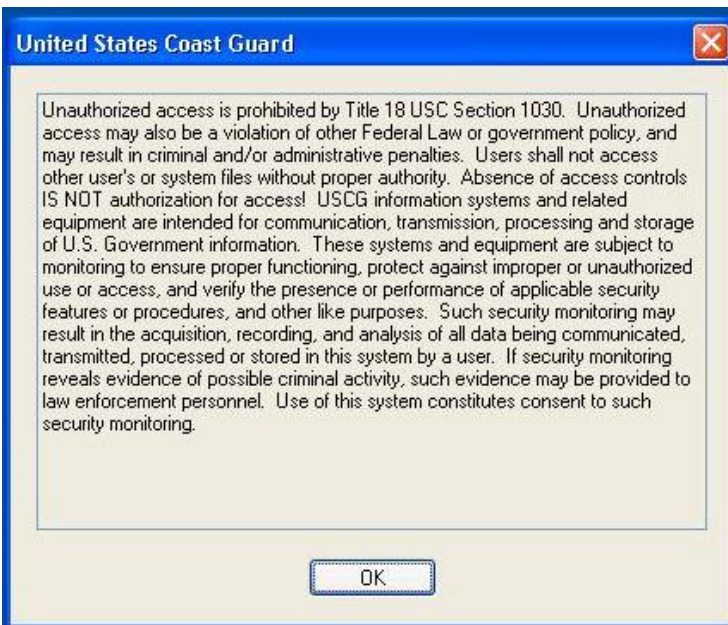 United States Coast Guard
Unauthorized access is prohibited by Title 18 USC Section 1030.  Unauthorized
access may also be a violation of other Federal Law or government policy, and
may result in criminal and/or administrative penalties.  Users shall not access
other user's or system files without proper authority.  Absence of access controls
IS NOT authorization for access!  USCG information systems and related
equipment are intended for communication, transmission, processing and storage
of U.S. Government information.  These systems and equipment are subject to
monitoring to ensure proper functioning, protect against improper or unauthorized
use or access, and verify the presence or performance of applicable security
features or procedures, and other like purposes.  Such security monitoring may
result in the acquisition, recording, and analysis of all data being communicated,
transmitted, processed or stored in this system by a user.  If security monitoring
reveals evidence of possible criminal activity, such evidence may be provided to
law enforcement personnel.  Use of this system constitutes consent to such
security monitoring.
OK